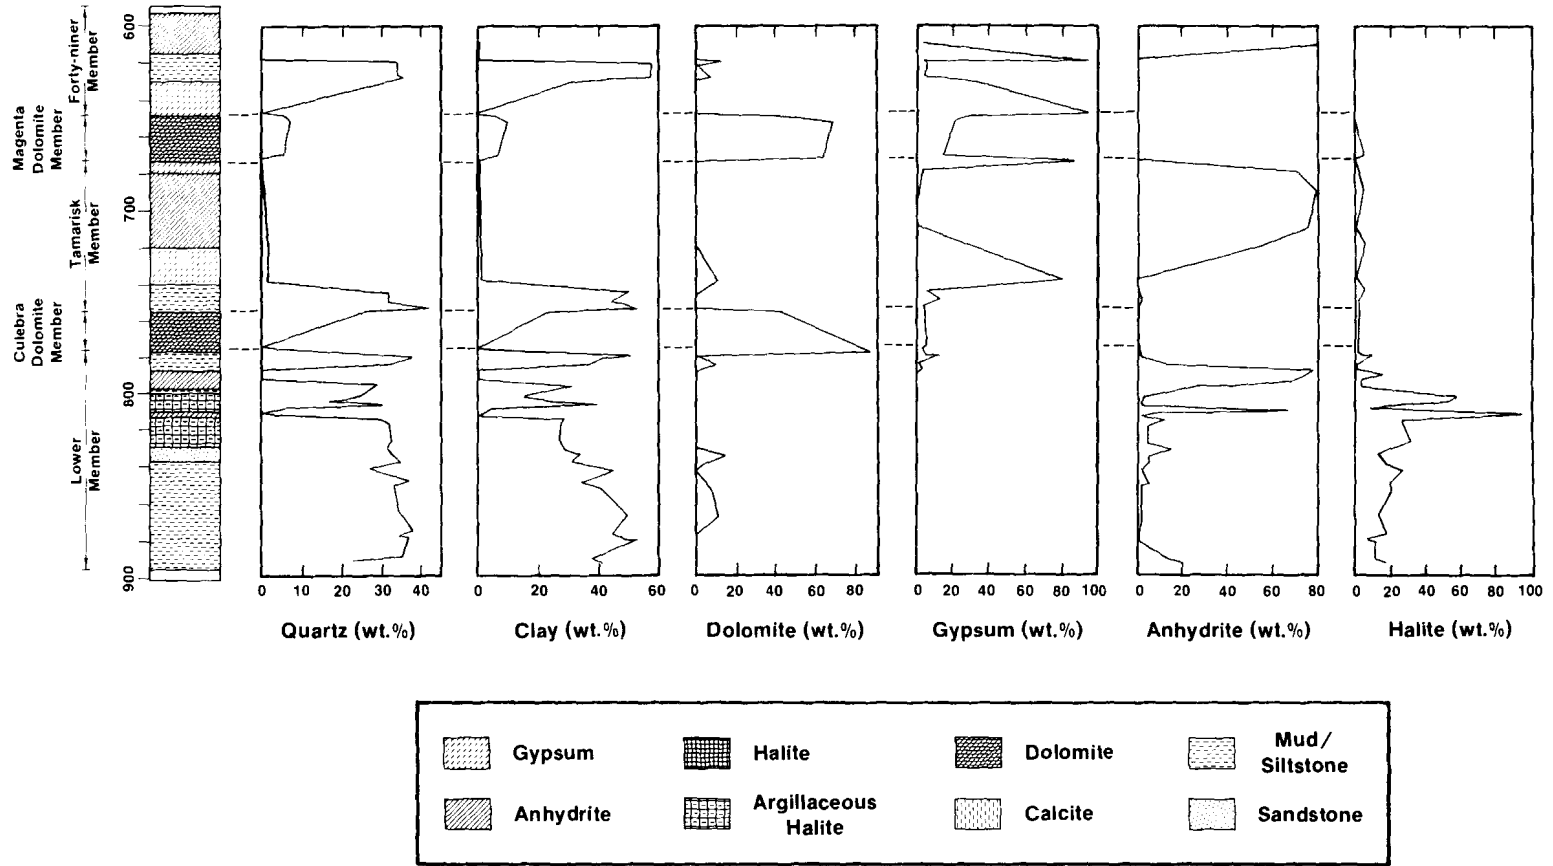 Forty-niner
Member
Magenta
Dolomite
Member
Tamarisk
Member
Culebra
Dolomite
Member
Lower
Member
600
700
800
900
0 10 20 30 40
0 20 40 60
0 20 40 60 80
0 20 40 60 80 100
0 20 40 60 80
0 20 40 60 80 100
Quartz (wt.%) Clay (wt.%) Dolomite (wt.%) Gypsum (wt.%) Anhydrite (wt.%) Halite (wt.%)
Gypsum
Halite
Dolomite
Mud/
Siltstone
Anhydrite
Argillaceous
Halite
Calcite
Sandstone